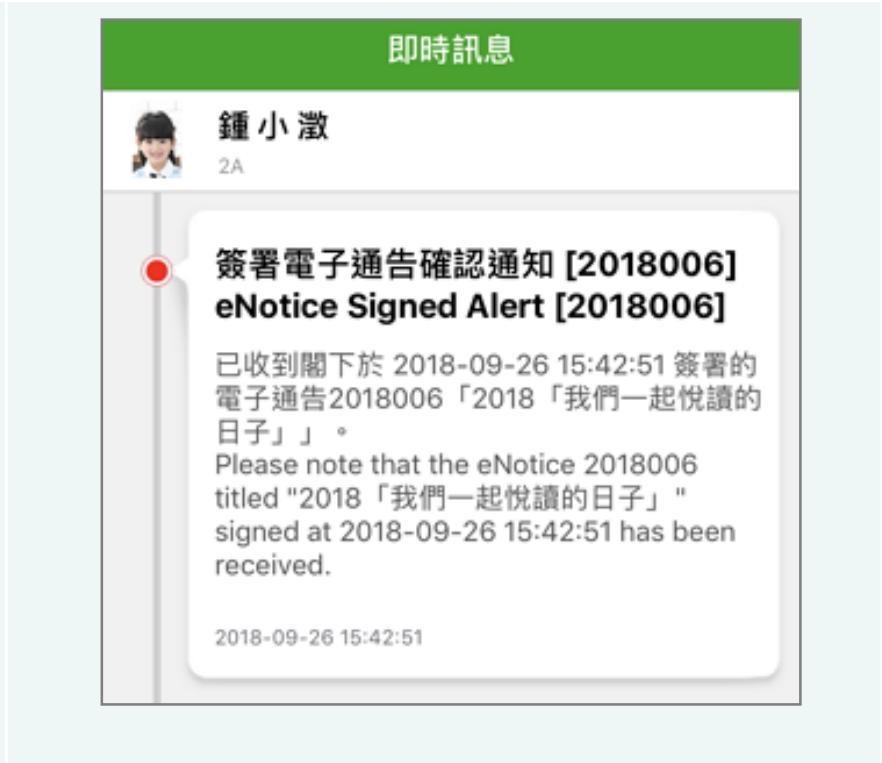 即時訊息
鍾小澂
2A
簽署電子通告確認通知 [2018006]
eNotice Signed Alert [2018006]
已收到閣下於 2018-09-26 15:42:51 簽署的
電子通告2018006「2018「我們一起悅讀的
日子」」。
Please note that the eNotice 2018006
titled "2018「我們一起悅讀的日子」"
signed at 2018-09-26 15:42:51 has been
received.
2018-09-26 15:42:51